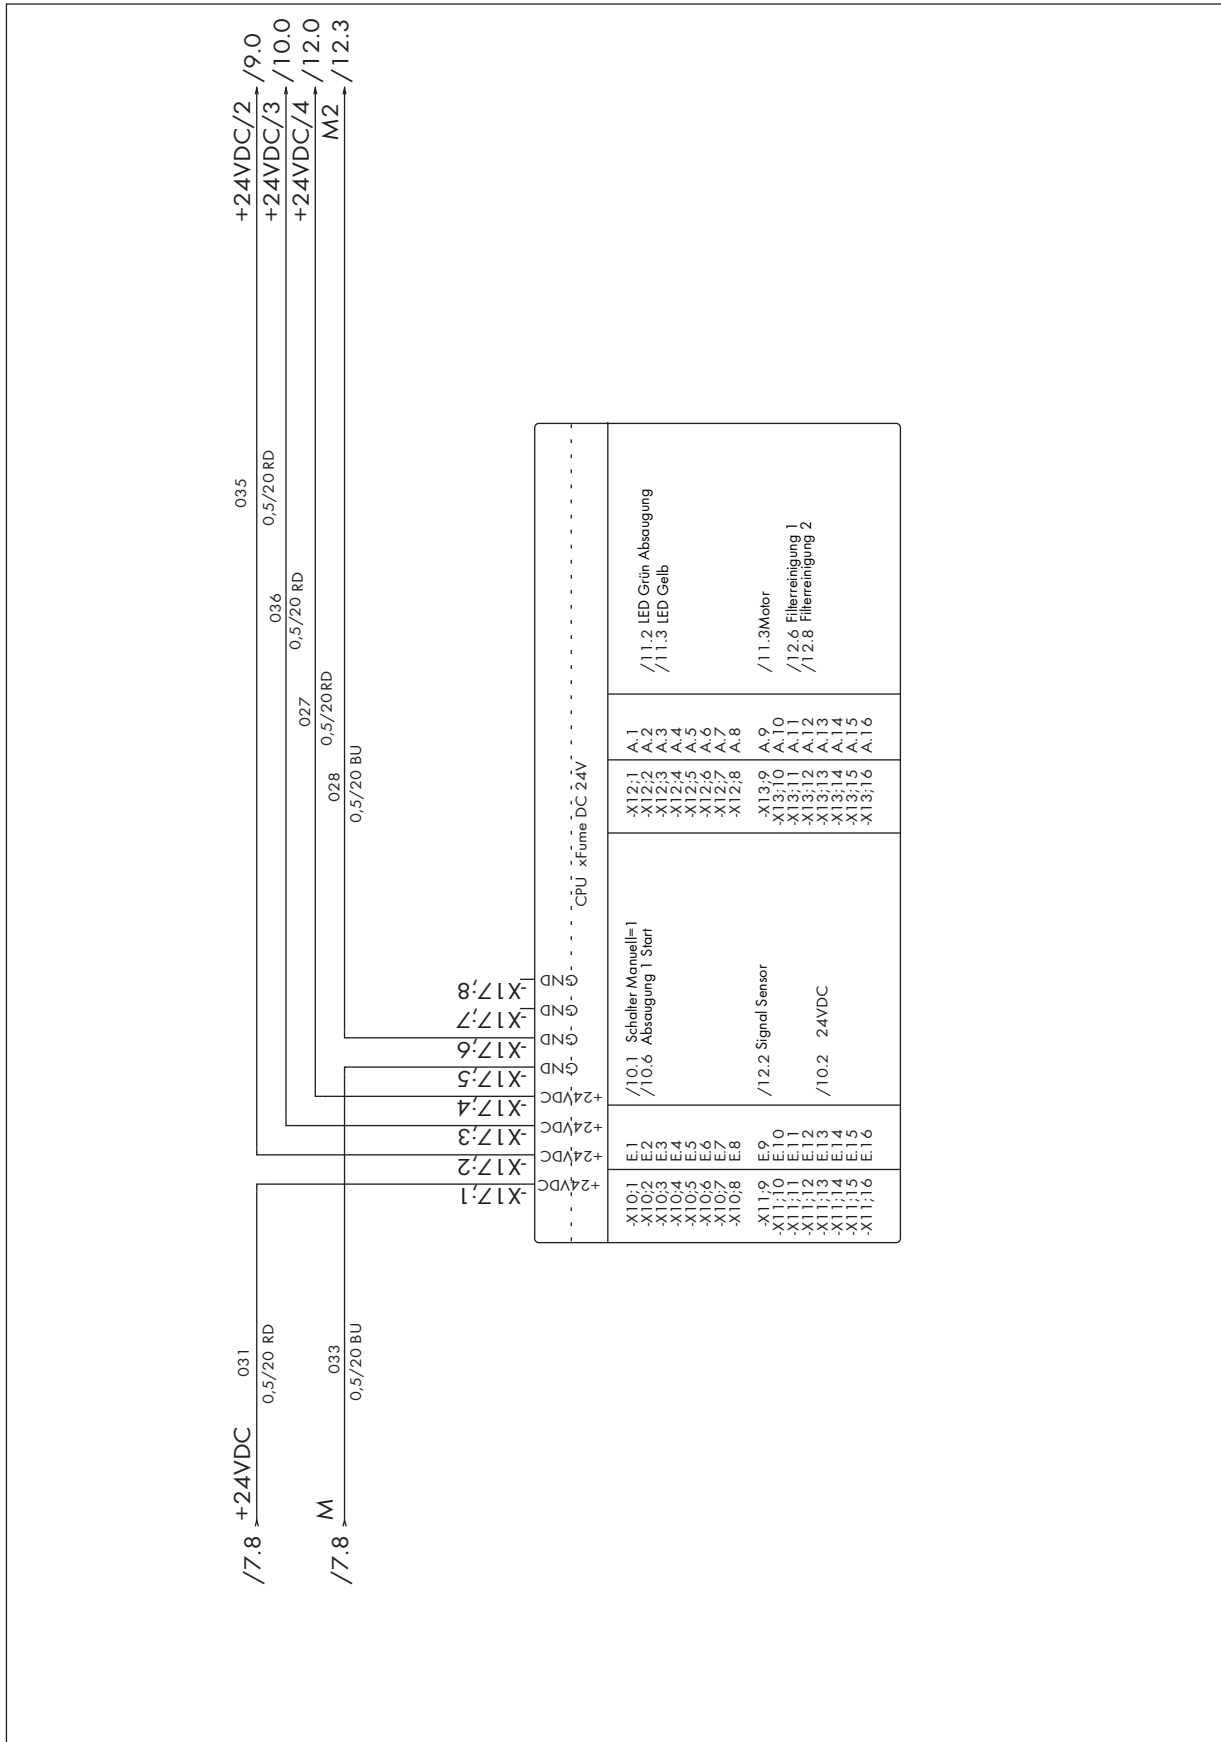 /7.8 +24VDC
031
0,5/20 RD
/7.8 M
033
0,5/20 BU
035
0,5/20 RD
+24VDC/2 /9.0
036
0,5/20 RD
+24VDC/3 /10.0
027
0,5/20RD
+24VDC/4 /12.0
028
0,5/20 BU
M2 /12.3
-X17;1
-X17;2
-X17;3
-X17;4
-X17;5
-X17;6
-X17;7
-X17;8
+24VDC
+24VDC
+24VDC
+24VDC
GND
GND
GND
GND
CPU xFume DC 24V
-X10;1 E.1 /10.1 Schalter Manuell=1
-X10;2 E.2 /10.6 Absaugung 1 Start
-X10;3 E.3
-X10;4 E.4
-X10;5 E.5
-X10;6 E.6
-X10;7 E.7
-X10;8 E.8
-X11;9 E.9 /12.2 Signal Sensor
-X11;10 E.10
-X11;11 E.11
-X11;12 E.12
-X11;13 E.13 /10.2 24VDC
-X11;14 E.14
-X11;15 E.15
-X11;16 E.16
-X12;1 A.1
-X12;2 A.2 /11.2 LED Grün Absaugung
-X12;3 A.3 /11.3 LED Gelb
-X12;4 A.4
-X12;5 A.5
-X12;6 A.6
-X12;7 A.7
-X12;8 A.8
-X13;9 A.9 /11.3Motor
-X13;10 A.10
-X13;11 A.11 /12.6 Filterreinigung 1
-X13;12 A.12 /12.8 Filterreinigung 2
-X13;13 A.13
-X13;14 A.14
-X13;15 A.15
-X13;16 A.16